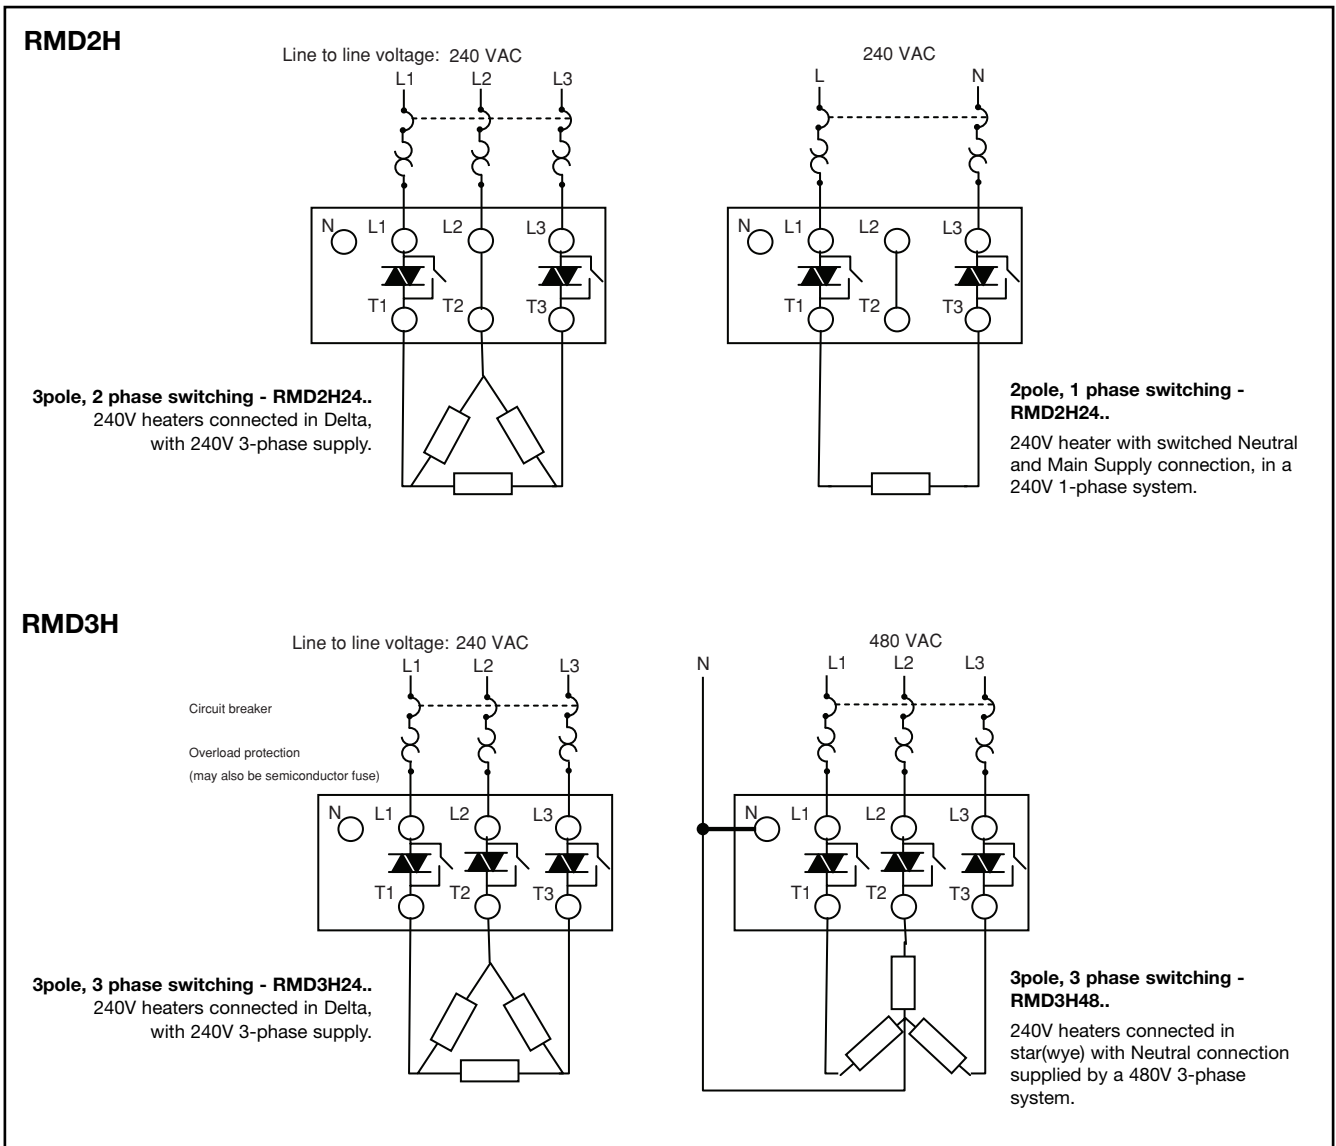 RMD2H
Line to line voltage: 240 VAC
L1 L2 L3
N L1 L2 L3
T1 T2 T3
3pole, 2 phase switching - RMD2H24..
240V heaters connected in Delta,
with 240V 3-phase supply.
240 VAC
L N
N L1 L2 L3
T1 T2 T3
2pole, 1 phase switching -
RMD2H24..
240V heater with switched Neutral
and Main Supply connection, in a
240V 1-phase system.
RMD3H
Line to line voltage: 240 VAC
L1 L2 L3
Circuit breaker
Overload protection
(may also be semiconductor fuse)
N L1 L2 L3
T1 T2 T3
3pole, 3 phase switching - RMD3H24..
240V heaters connected in Delta,
with 240V 3-phase supply.
480 VAC
N L1 L2 L3
N L1 L2 L3
T1 T2 T3
3pole, 3 phase switching -
RMD3H48..
240V heaters connected in
star(wye) with Neutral connection
supplied by a 480V 3-phase
system.